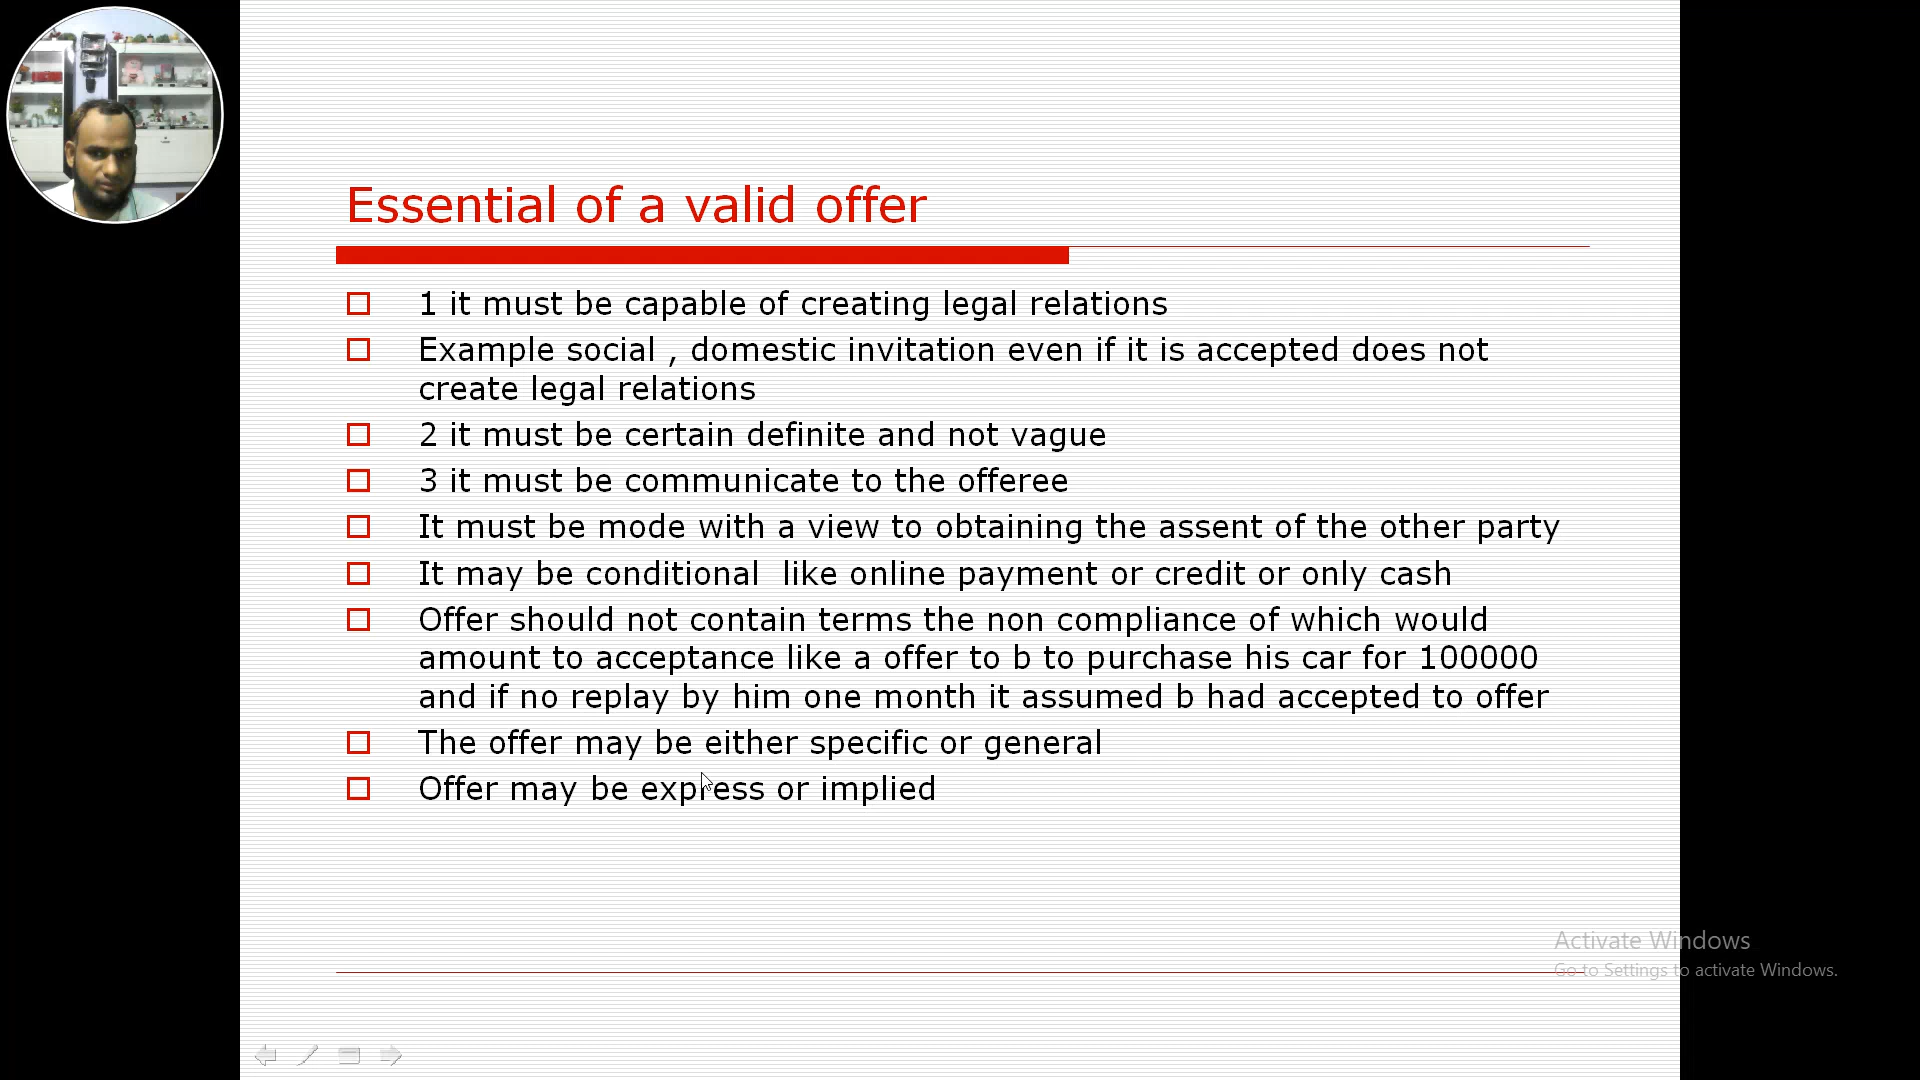 Essential of a valid offer
1 it must be capable of creating legal relations
Example social , domestic invitation even if it is accepted does not
create legal relations
2 it must be certain definite and not vague
3 it must be communicate to the offeree
It must be mode with a view to obtaining the assent of the other party
It may be conditional  like online payment or credit or only cash
Offer should not contain terms the non compliance of which would
amount to acceptance like a offer to b to purchase his car for 100000
and if no replay by him one month it assumed b had accepted to offer
The offer may be either specific or general
Offer may be express or implied
Activate Windows
Go to Settings to activate Windows.